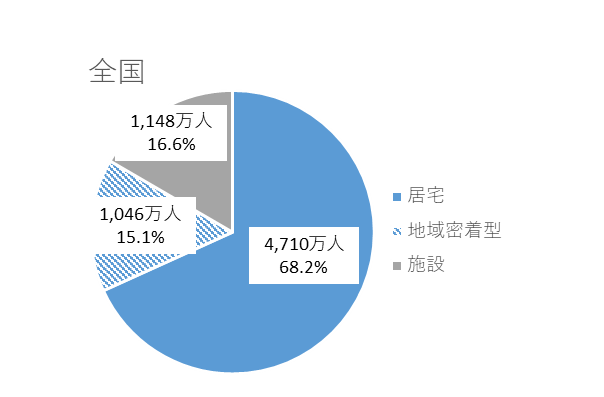 全国
1,148万人
16.6%
1,046万人
15.1%
4,710万人
68.2%
居宅
地域密着型
施設